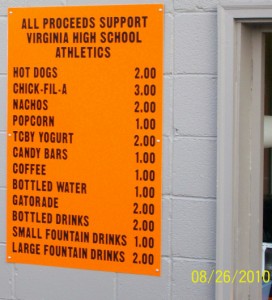 ALL PROCEEDS SUPPORT
VIRGINIA HIGH SCHOOL
ATHLETICS
HOT DOGS 2.00
CHICK-FIL-A 3.00
NACHOS 2.00
POPCORN 1.00
TCBY YOGURT 2.00
CANDY BARS 1.00
COFFEE 1.00
BOTTLED WATER 1.00
GATORADE 2.00
BOTTLED DRINKS 2.00
SMALL FOUNTAIN DRINKS 1.00
LARGE FOUNTAIN DRINKS 2.00
08/26/2010